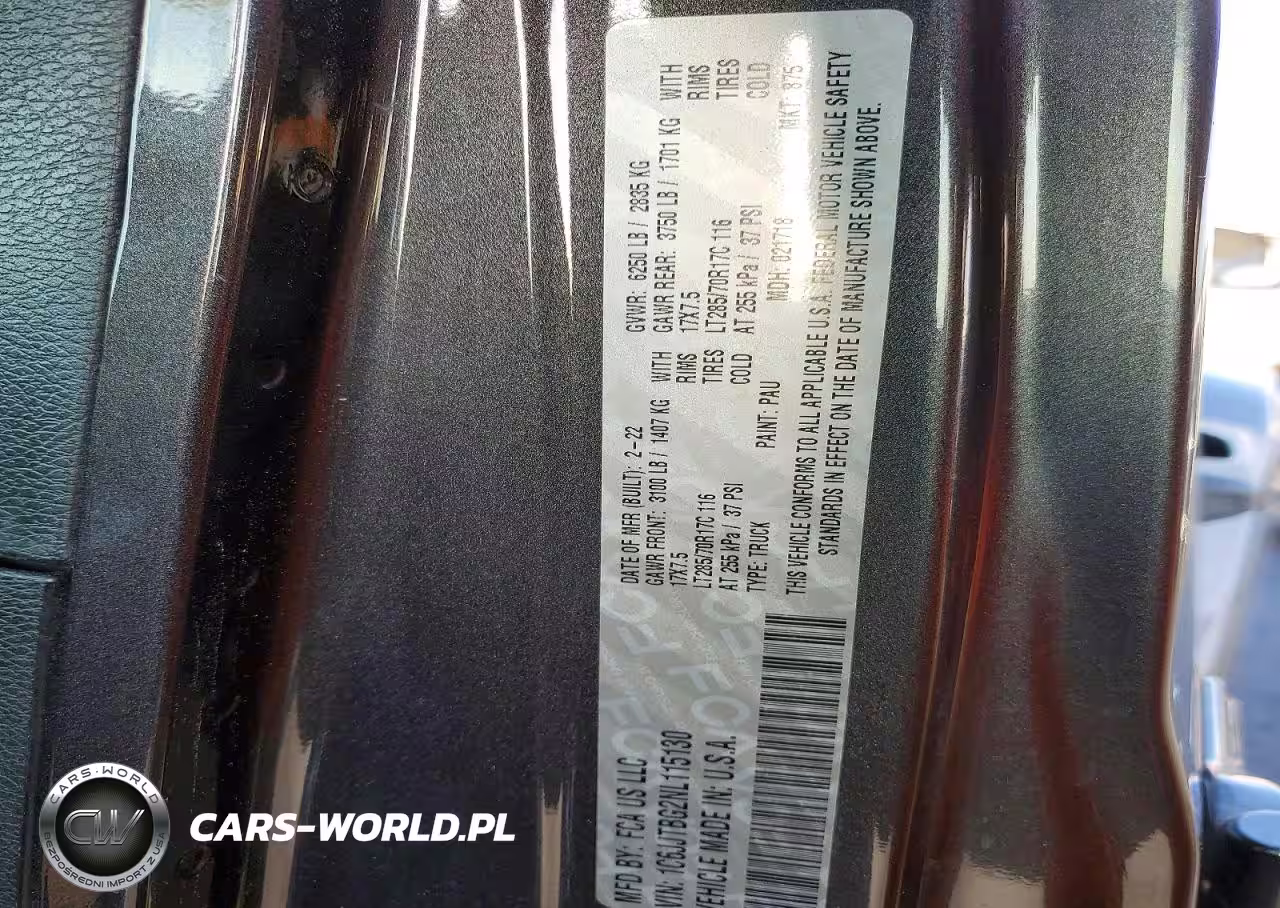 MFD BY: FCA US LLC
DATE OF MFR (BUILT): 2-22
GVWR: 6250 LB / 2835 KG
GAWR FRONT: 3100 LB / 1407 KG WITH
17X7.5 RIMS
LT285/70R17C 116 TIRES
AT 255 kPa / 37 PSI COLD
GAWR REAR: 3750 LB / 1701 KG WITH
17X7.5 RIMS
LT285/70R17C 116 TIRES
AT 255 kPa / 37 PSI COLD
VIN: 1C6JJTBG2NL115130
TYPE: TRUCK
PAINT: PAU
MDH: 021718
MKT: 875
VEHICLE MADE IN: U.S.A.
THIS VEHICLE CONFORMS TO ALL APPLICABLE U.S.A. FEDERAL MOTOR VEHICLE SAFETY
STANDARDS IN EFFECT ON THE DATE OF MANUFACTURE SHOWN ABOVE.
CARS-WORLD
CW
BEZPOŚREDNI IMPORT Z USA
CARS-WORLD.PL